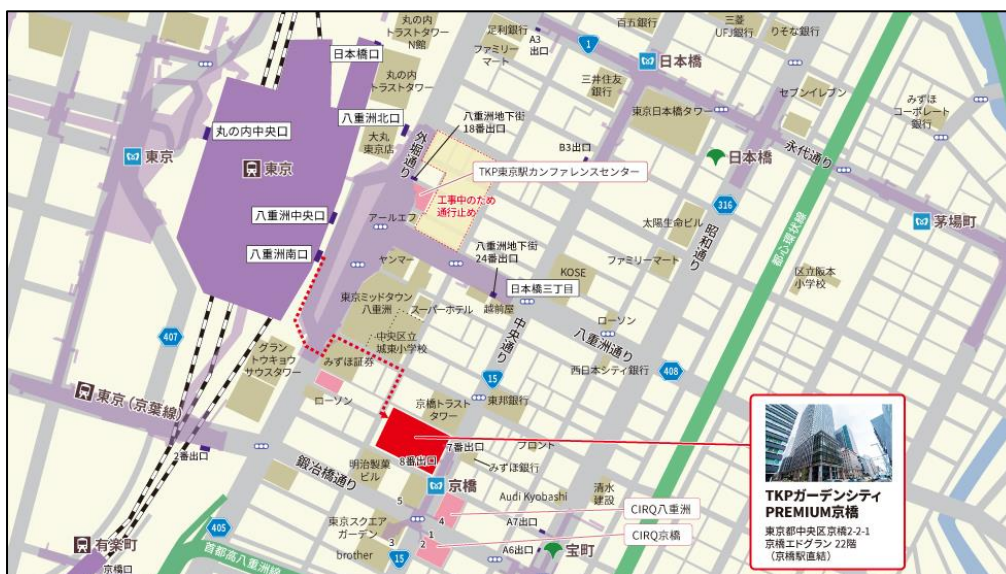 丸の内
トラストタワー
N館
足利銀行
A3
出口
1
百五銀行
三菱
UFJ銀行
りそな銀行
日本橋口
ファミリー
マート
日本橋
丸の内
トラストタワー
三井住友
銀行
セブンイレブン
八重洲北口
八重洲地下街
18番出口
東京日本橋タワー
みずほ
コーポレート
銀行
丸の内中央口
大丸
東京店
外堀通り
B3出口
永代通り
東京
東京
TKP東京駅カンファレンスセンター
日本橋
工事中のため
通行止め
316
八重洲中央口
アールエフ
太陽生命ビル
昭和通り
茅場町
八重洲南口
八重洲地下街
24番出口
都心環状線
ヤンマー
KOSE
ファミリーマート
区立阪本
小学校
日本橋三丁目
東京ミッドタウン
八重洲
スーパーホテル
越前屋
中央通り
ローソン
407
中央区立
城東小学校
八重洲通り
グラン
トウキョウ
サウスタワー
みずほ証券
西日本シティ銀行
408
15
東京(京葉線)
ローソン
京橋トラスト
タワー
東邦銀行
2番出口
7番出口
フロント
鍛冶橋通り
明治製菓
ビル
8番出口
みずほ銀行
京橋
TKPガーデンシティ
PREMIUM京橋
東京都中央区京橋2-2-1
京橋エドグラン 22階
(京橋駅直結)
5
Audi Kyobashi
清水
建設
405
東京スクエア
ガーデン
4
A7出口
CIRQ八重洲
1
3
2
CIRQ京橋
有楽町
首都高八重洲線
brother
15
A6出口
宝町
京橋口